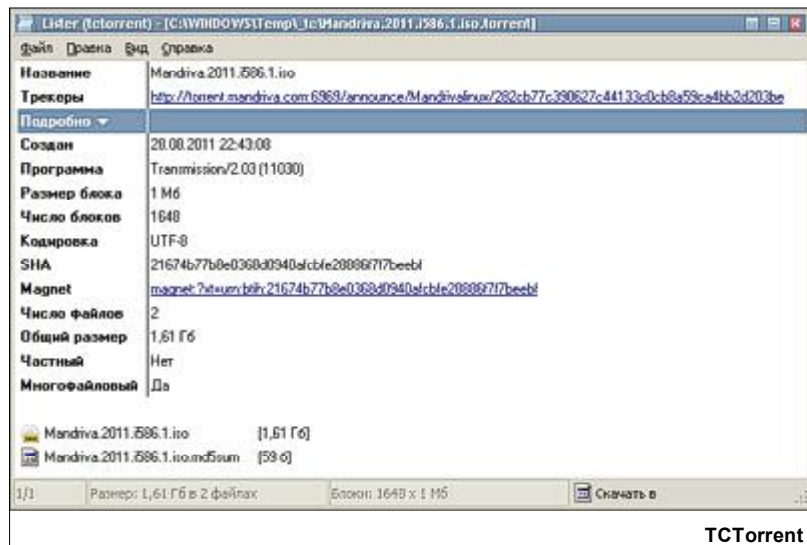 Lister (tctorrent) - [C:\WINDOWS\Temp\_tc\Mandriva.2011.i586.1.iso.torrent]
Файл Правка Вид Справка
Название Mandriva.2011.i586.1.iso
Трекеры http://torrent.mandriva.com:6969/announce/Mandrivalinux/282cb77c390627c44133c0cb8a59ca4bb2d203be
Подробно
Создан 28.08.2011 22:43:08
Программа Transmission/2.03 (11030)
Размер блока 1 Мб
Число блоков 1648
Кодировка UTF-8
SHA 21674b77b8e0368d0940afcbfe28886f7f7beebf
Magnet magnet:?xt=urn:btih:21674b77b8e0368d0940afcbfe28886f7f7beebf
Число файлов 2
Общий размер 1,61 Гб
Частный Нет
Многофайловый Да
Mandriva.2011.i586.1.iso [1,61 Гб]
Mandriva.2011.i586.1.iso.md5sum [59 б]
1/1 Размер: 1,61 Гб в 2 файлах Блоки: 1648 x 1 Мб Скачать в
TCTorrent